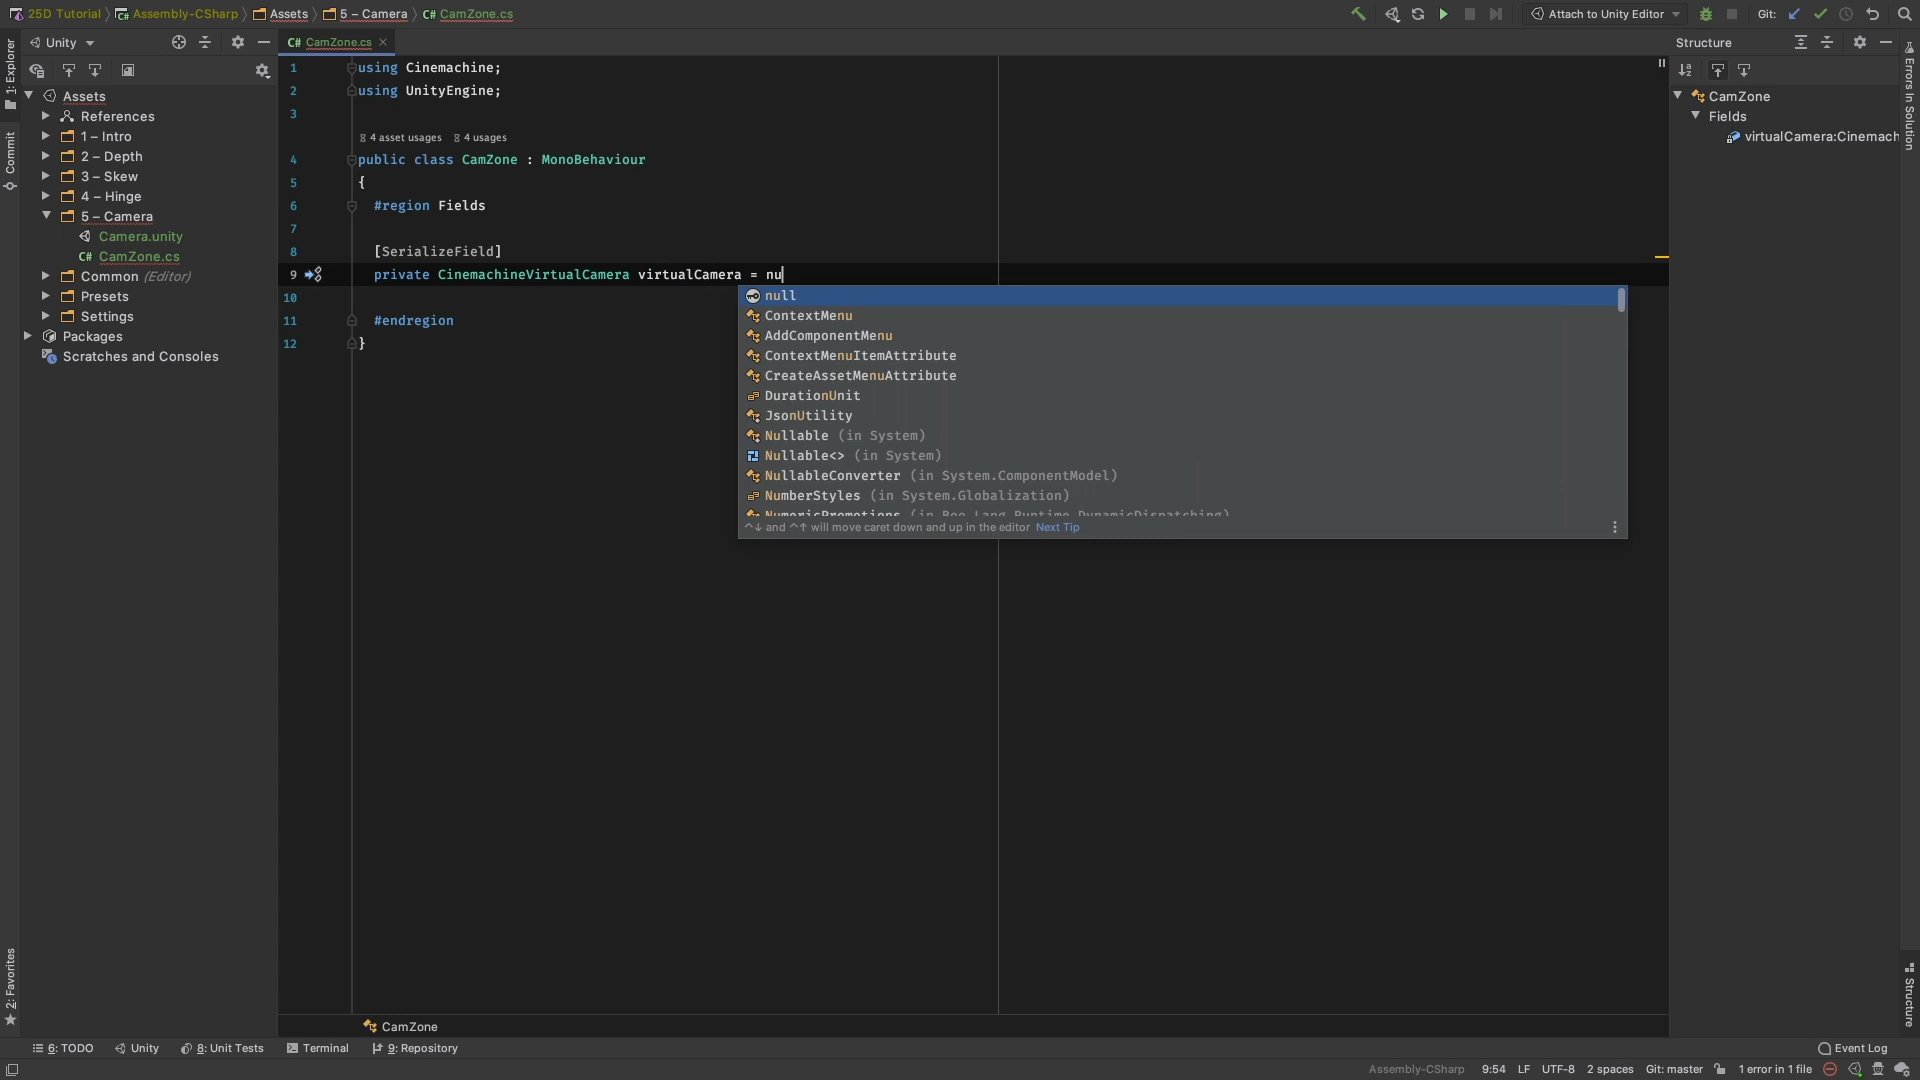 25D Tutorial Assembly-CSharp Assets 5 – Camera C# CamZone.cs
Attach to Unity Editor Git:
Unity
C# CamZone.cs
Structure
1: Explorer
Commit
2: Favorites
Assets
References
1 – Intro
2 – Depth
3 – Skew
4 – Hinge
5 – Camera
Camera.unity
C# CamZone.cs
Common (Editor)
Presets
Settings
Packages
Scratches and Consoles
1 using Cinemachine;
2 using UnityEngine;
3
4 asset usages 4 usages
4 public class CamZone : MonoBehaviour
5 {
6 #region Fields
7
8 [SerializeField]
9 private CinemachineVirtualCamera virtualCamera = nu
10
11 #endregion
12 }
null
ContextMenu
AddComponentMenu
ContextMenuItemAttribute
CreateAssetMenuAttribute
DurationUnit
JsonUtility
Nullable (in System)
Nullable<> (in System)
NullableConverter (in System.ComponentModel)
NumberStyles (in System.Globalization)
NumericPromotions (in Boo.Lang.Runtime.DynamicDispatching)
^↓ and ^↑ will move caret down and up in the editor Next Tip
CamZone
Fields
virtualCamera:Cinemach
Errors In Solution
Structure
CamZone
6: TODO Unity 8: Unit Tests Terminal 9: Repository
Event Log
Assembly-CSharp 9:54 LF UTF-8 2 spaces Git: master 1 error in 1 file